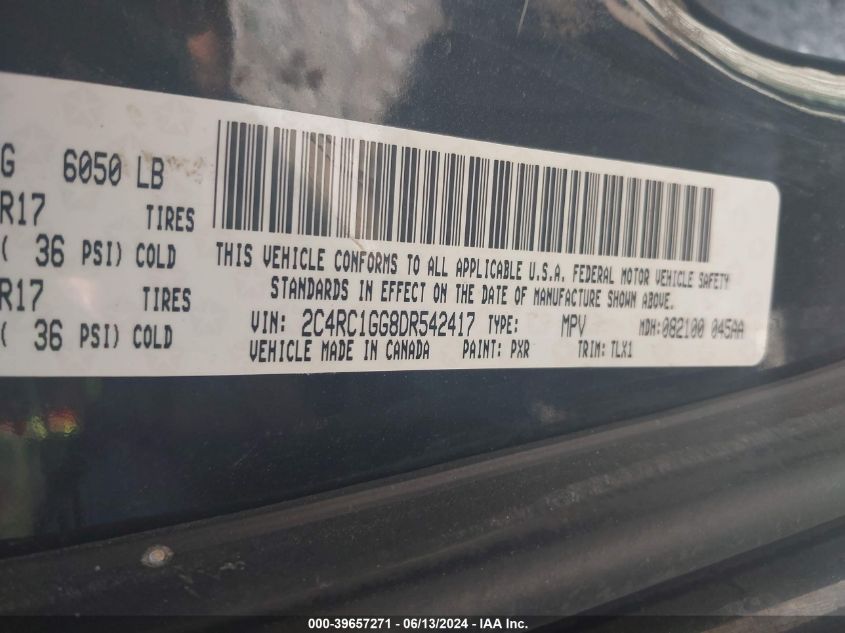 G 6050 LB
R17 TIRES
( 36 PSI) COLD
R17 TIRES
( 36 PSI) COLD
THIS VEHICLE CONFORMS TO ALL APPLICABLE U.S.A. FEDERAL MOTOR VEHICLE SAFETY
STANDARDS IN EFFECT ON THE DATE OF MANUFACTURE SHOWN ABOVE.
VIN: 2C4RC1GG8DR542417 TYPE: MPV MDH:082100 045AA
VEHICLE MADE IN CANADA PAINT: PXR TRIM: TLX1
000-39657271 - 06/13/2024 - IAA Inc.